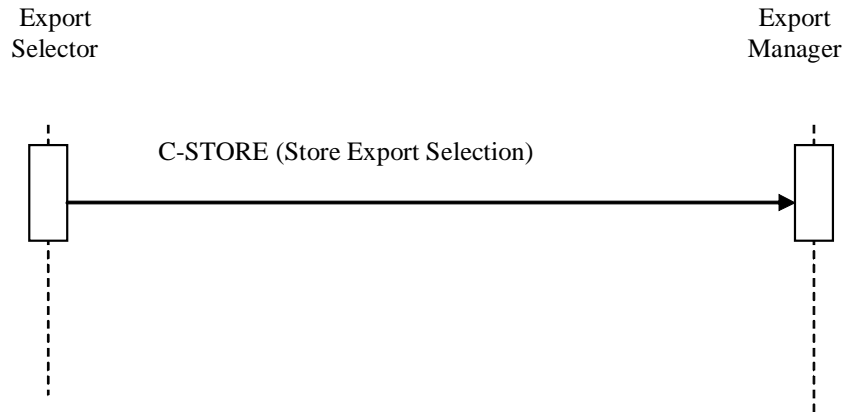 Export
Selector
Export
Manager
C-STORE (Store Export Selection)